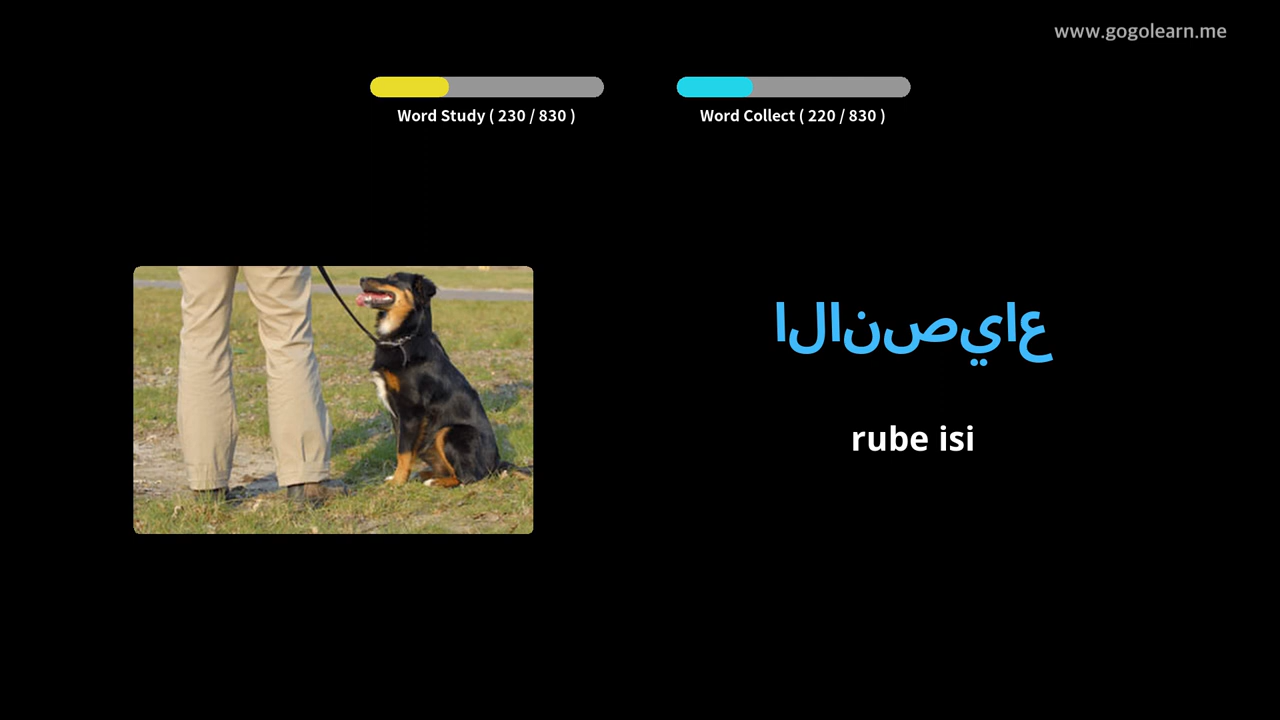 www.gogolearn.me
Word Study ( 230 / 830 )
Word Collect ( 220 / 830 )
الانصياع
rube isi